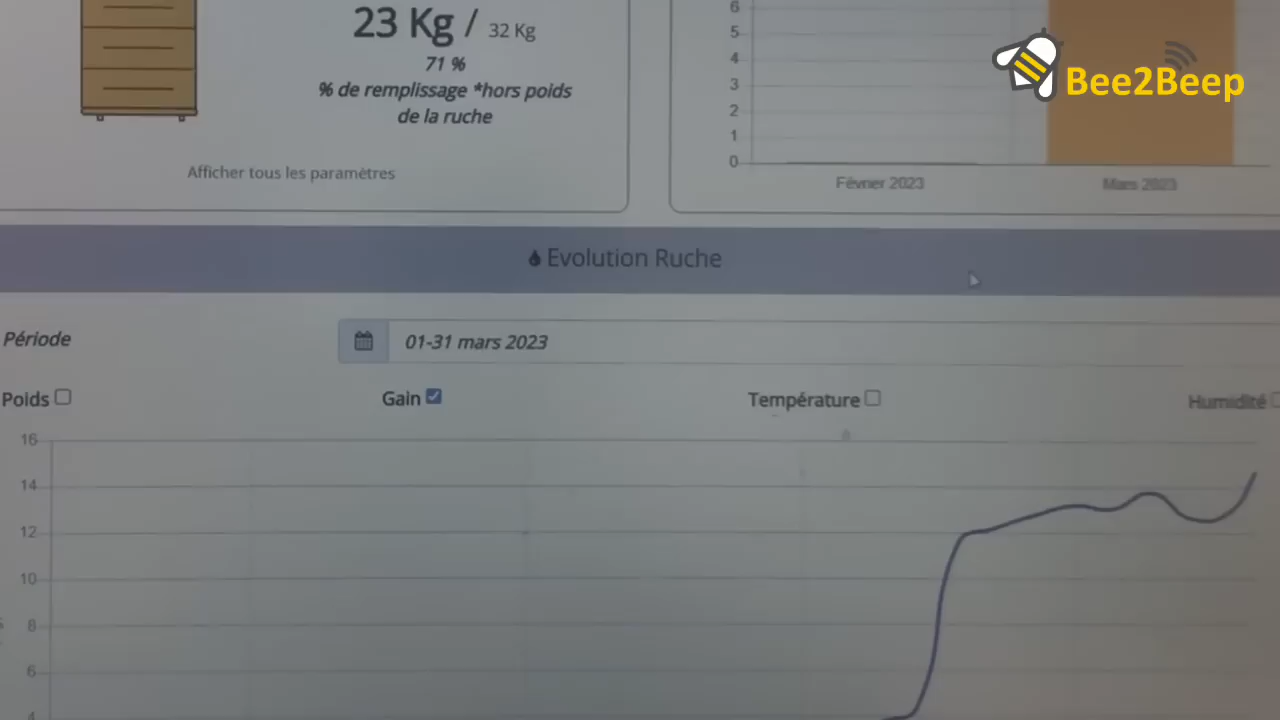 23 Kg / 32 Kg
71 %
% de remplissage *hors poids
de la ruche
Afficher tous les paramètres
6
5
4
3
2
1
0
Février 2023
Mars 2023
Bee2Beep
Evolution Ruche
Période
01-31 mars 2023
Poids
Gain
Température
Humidité
16
14
12
10
8
6
4